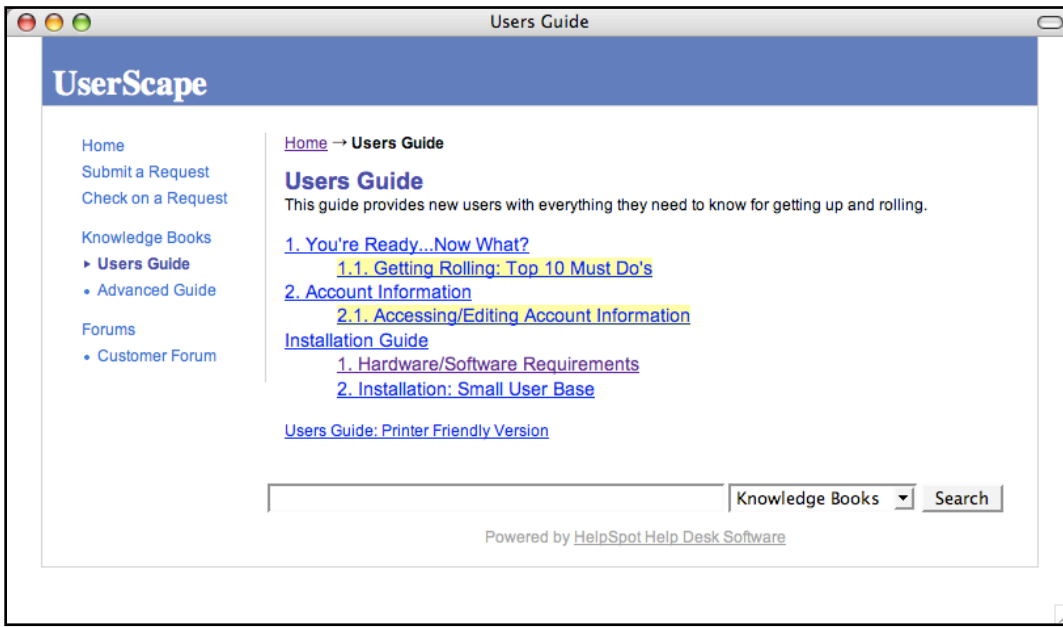 Users Guide
UserScape
Home
Submit a Request
Check on a Request
Knowledge Books
Users Guide
Advanced Guide
Forums
Customer Forum
Home → Users Guide
Users Guide
This guide provides new users with everything they need to know for getting up and rolling.
1. You're Ready...Now What?
1.1. Getting Rolling: Top 10 Must Do's
2. Account Information
2.1. Accessing/Editing Account Information
Installation Guide
1. Hardware/Software Requirements
2. Installation: Small User Base
Users Guide: Printer Friendly Version
Knowledge Books Search
Powered by HelpSpot Help Desk Software